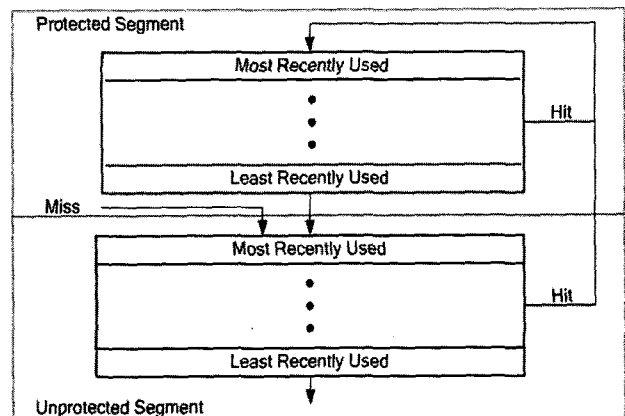 Protected Segment
Most Recently Used
Hit
Least Recently Used
Miss
Most Recently Used
Hit
Least Recently Used
Unprotected Segment